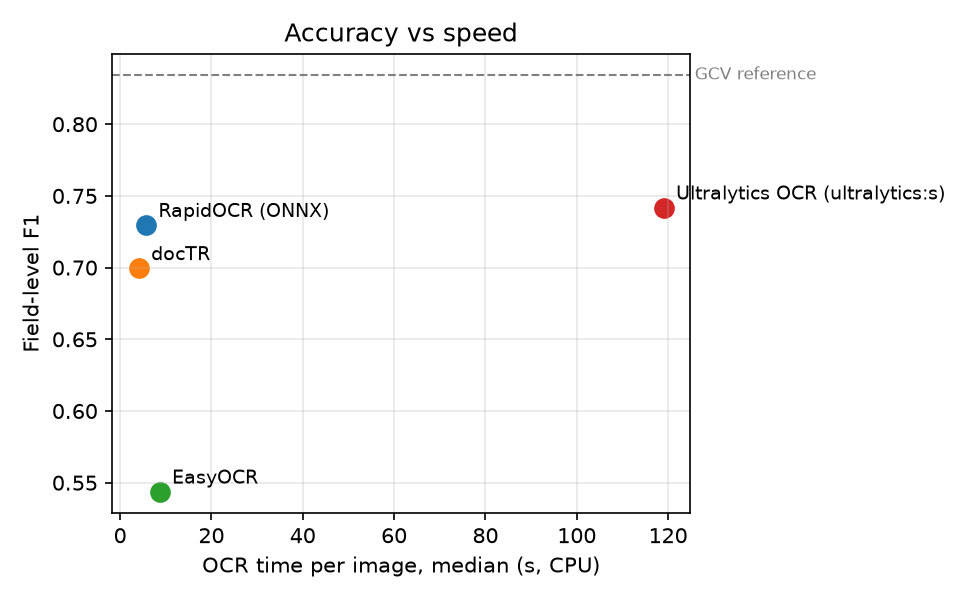 Accuracy vs speed
GCV reference
0.80
0.75
0.70
0.65
0.60
0.55
Field-level F1
Ultralytics OCR (ultralytics:s)
RapidOCR (ONNX)
docTR
EasyOCR
0 20 40 60 80 100 120
OCR time per image, median (s, CPU)